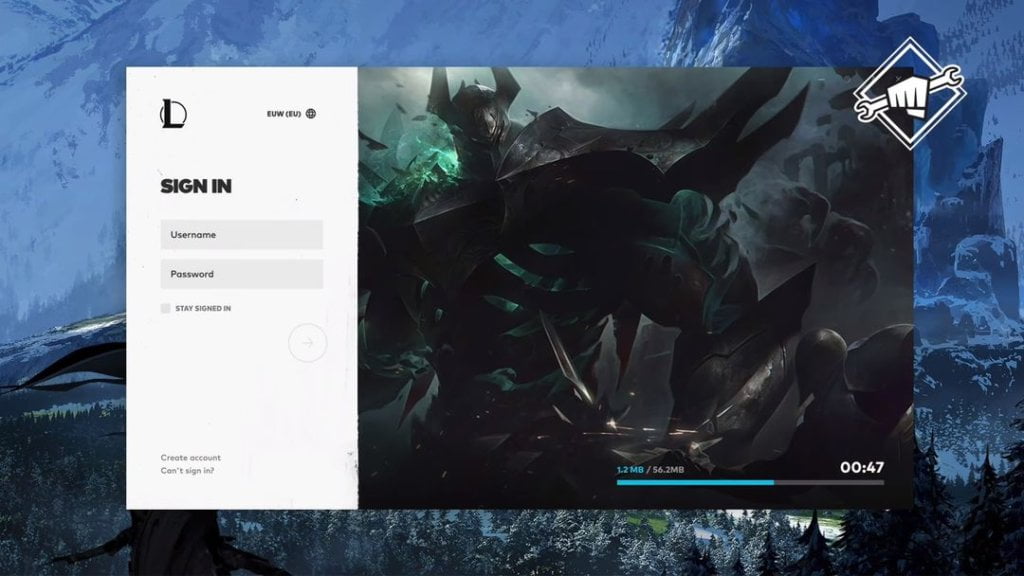 EUW (EU)
SIGN IN
Username
Password
STAY SIGNED IN
Create account
Can't sign in?
1.2 MB / 56.2MB
00:47